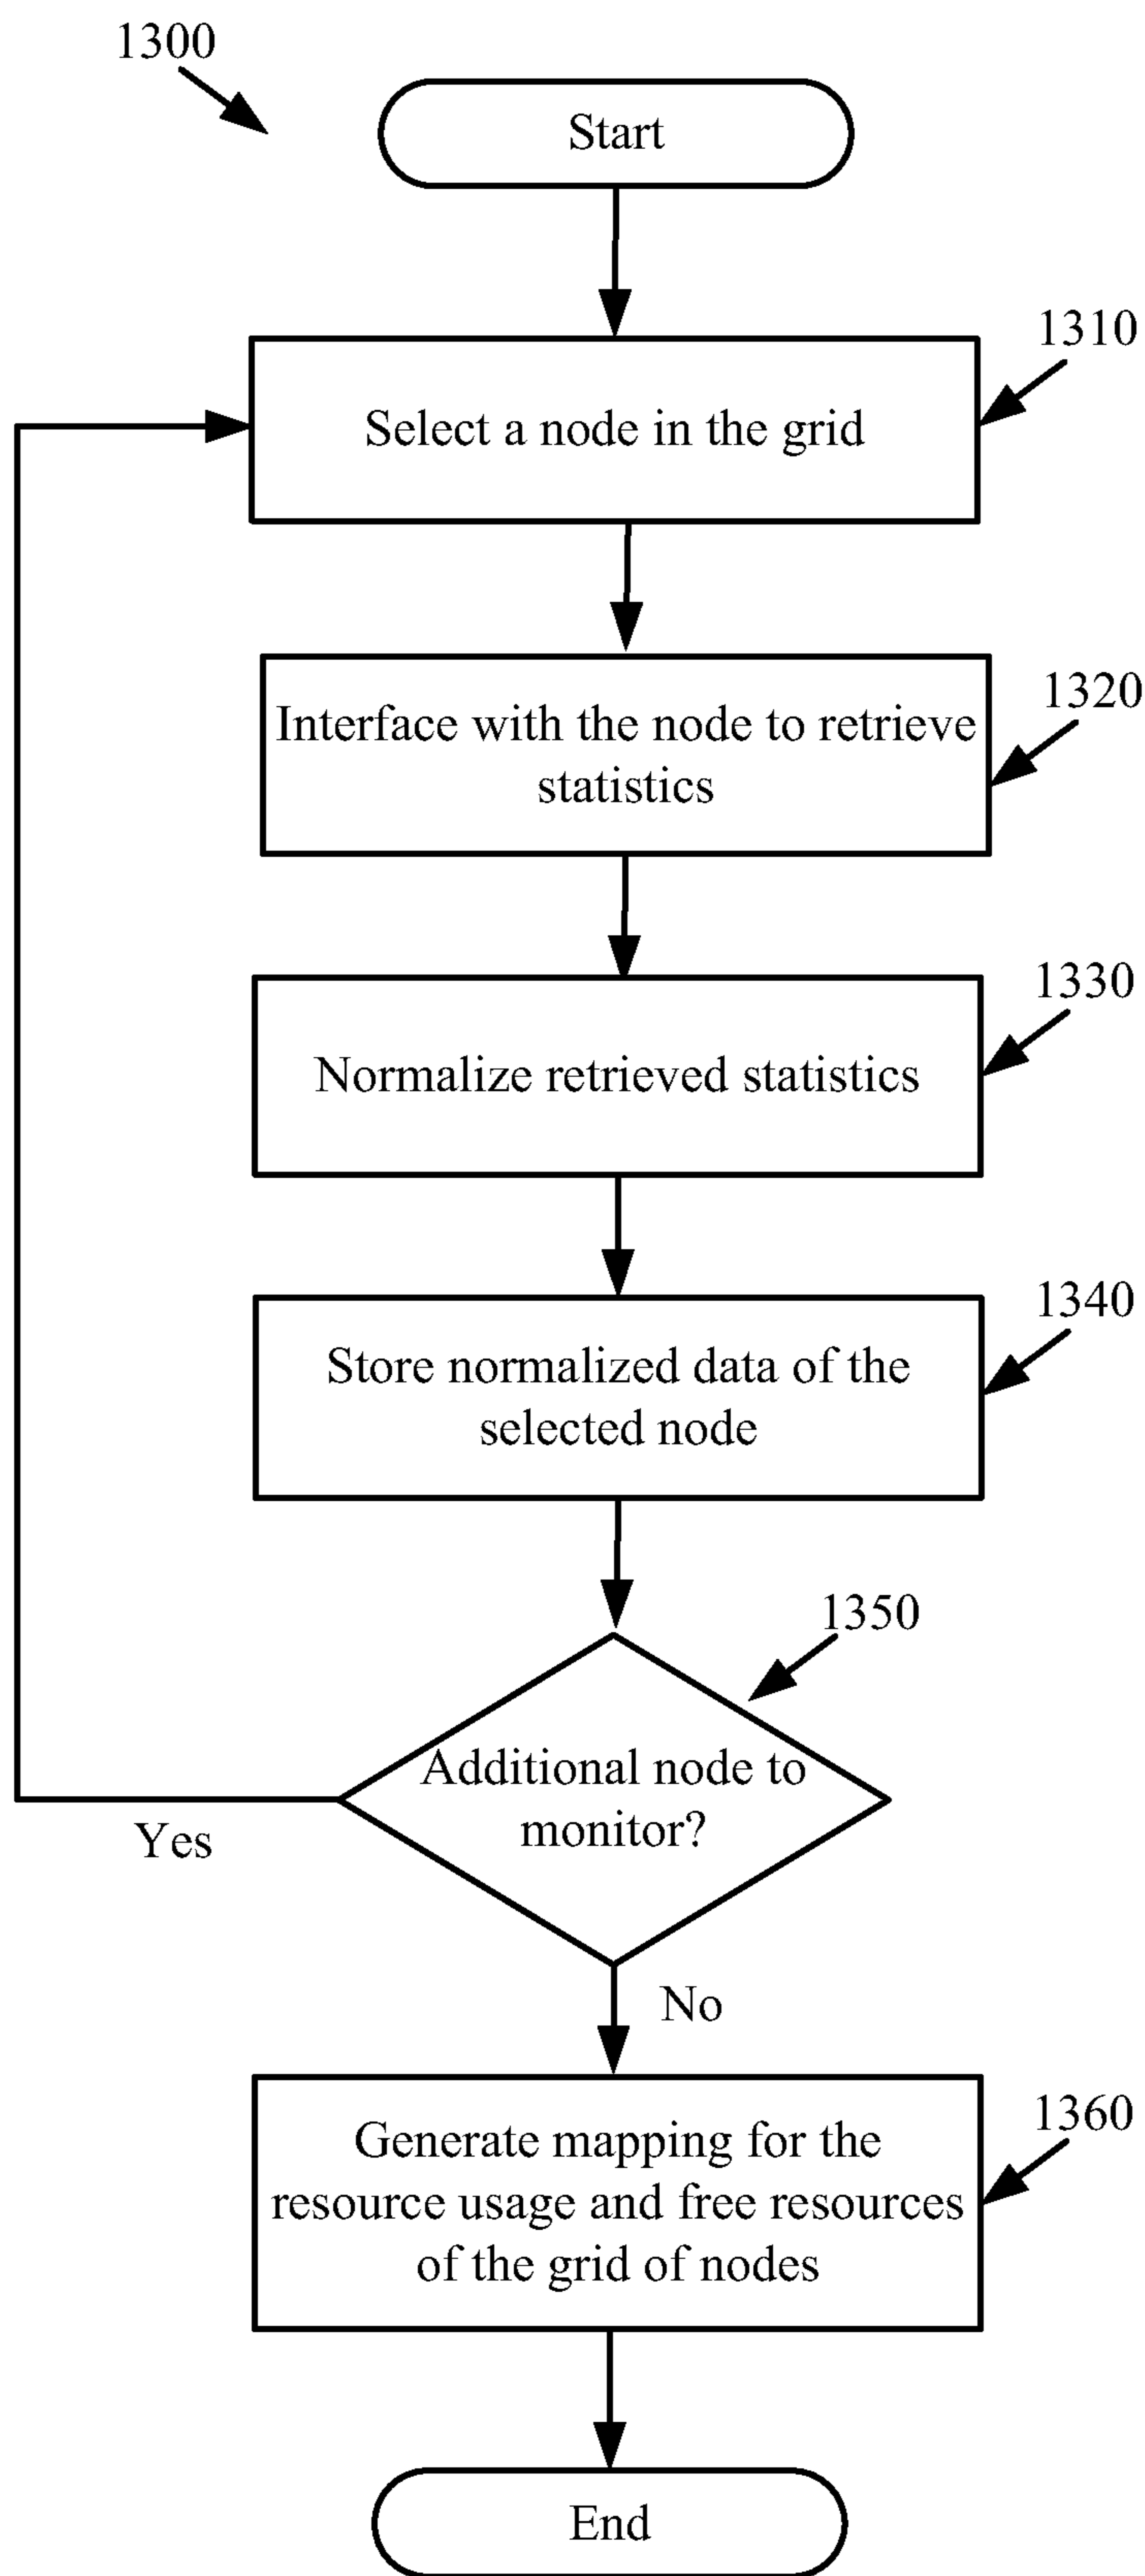 1300
Start
1310
Select a node in the grid
1320
Interface with the node to retrieve
statistics
1330
Normalize retrieved statistics
1340
Store normalized data of the
selected node
1350
Additional node to
monitor?
Yes
No
1360
Generate mapping for the
resource usage and free resources
of the grid of nodes
End